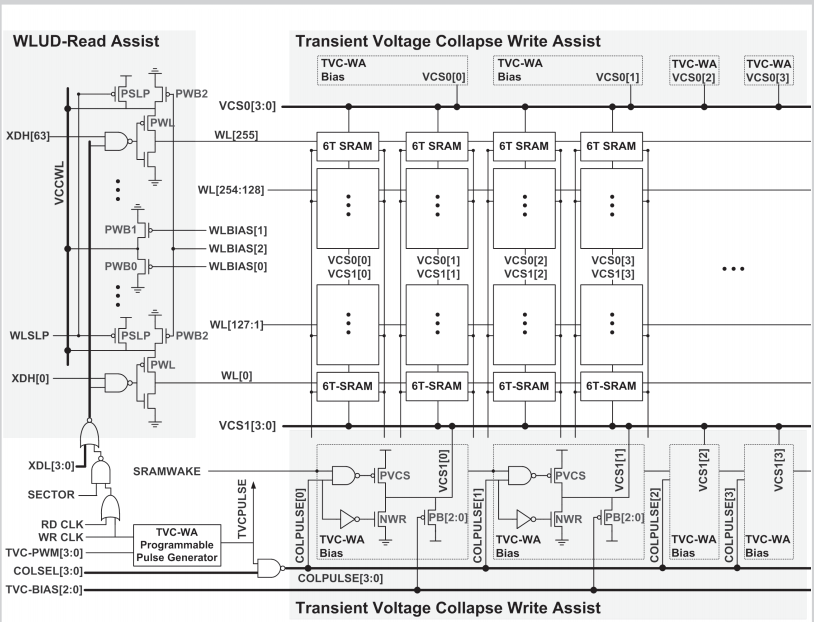 WLUD-Read Assist
Transient Voltage Collapse Write Assist
TVC-WA
Bias
VCS0[0]
TVC-WA
Bias
VCS0[1]
TVC-WA
VCS0[2]
TVC-WA
VCS0[3]
PSLP
PWB2
VCS0[3:0]
PWL
XDH[63]
WL[255]
6T SRAM
6T SRAM
6T SRAM
6T SRAM
VCCWL
WL[254:128]
PWB1
WLBIAS[1]
WLBIAS[2]
PWB0
WLBIAS[0]
VCS0[0]
VCS1[0]
VCS0[1]
VCS1[1]
VCS0[2]
VCS1[2]
VCS0[3]
VCS1[3]
WLSLP
PSLP
PWB2
WL[127:1]
PWL
XDH[0]
WL[0]
6T-SRAM
6T-SRAM
6T-SRAM
6T-SRAM
VCS1[3:0]
XDL[3:0]
SRAMWAKE
SECTOR
RD CLK
WR CLK
TVC-PWM[3:0]
COLSEL[3:0]
TVC-BIAS[2:0]
TVC-WA
Programmable
Pulse Generator
TVCPULSE
COLPULSE[0]
PVCS
NWR
VCS1[0]
PB[2:0]
TVC-WA
Bias
COLPULSE[1]
PVCS
NWR
VCS1[1]
PB[2:0]
TVC-WA
Bias
COLPULSE[2]
VCS1[2]
TVC-WA
Bias
COLPULSE[3]
VCS1[3]
TVC-WA
Bias
COLPULSE[3:0]
Transient Voltage Collapse Write Assist